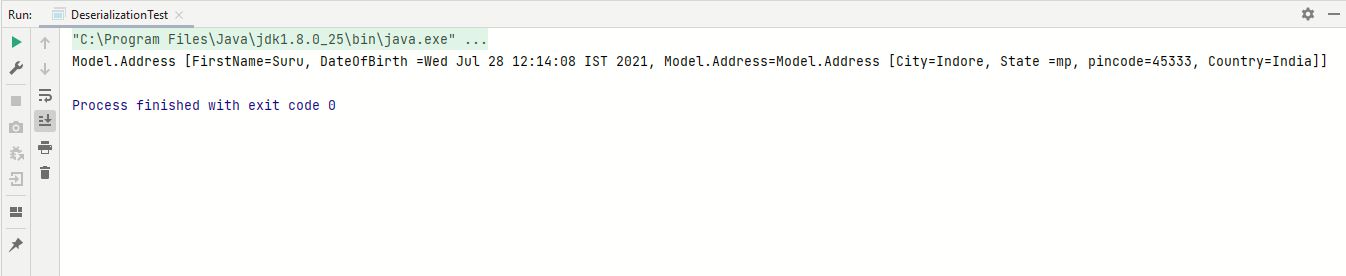 Run: DeserializationTest
"C:\Program Files\Java\jdk1.8.0_25\bin\java.exe" ...
Model.Address [FirstName=Suru, DateOfBirth =Wed Jul 28 12:14:08 IST 2021, Model.Address=Model.Address [City=Indore, State =mp, pincode=45333, Country=India]]
Process finished with exit code 0